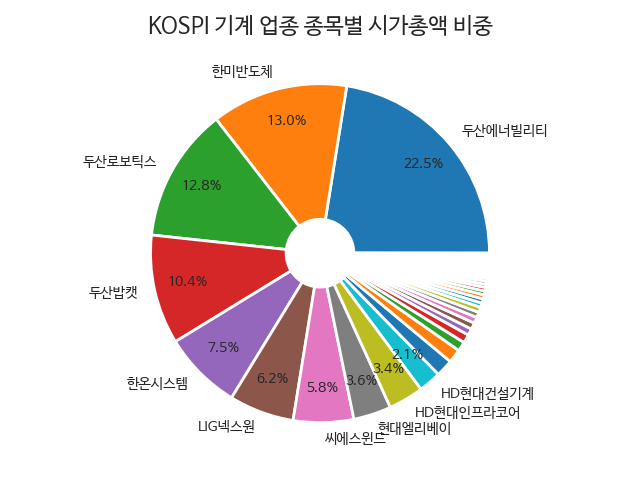 KOSPI 기계 업종 종목별 시가총액 비중
두산에너빌리티
22.5%
한미반도체
13.0%
두산로보틱스
12.8%
두산밥캣
10.4%
한온시스템
7.5%
LIG넥스원
6.2%
씨에스윈드
5.8%
현대엘리베이
3.6%
HD현대인프라코어
3.4%
HD현대건설기계
2.1%